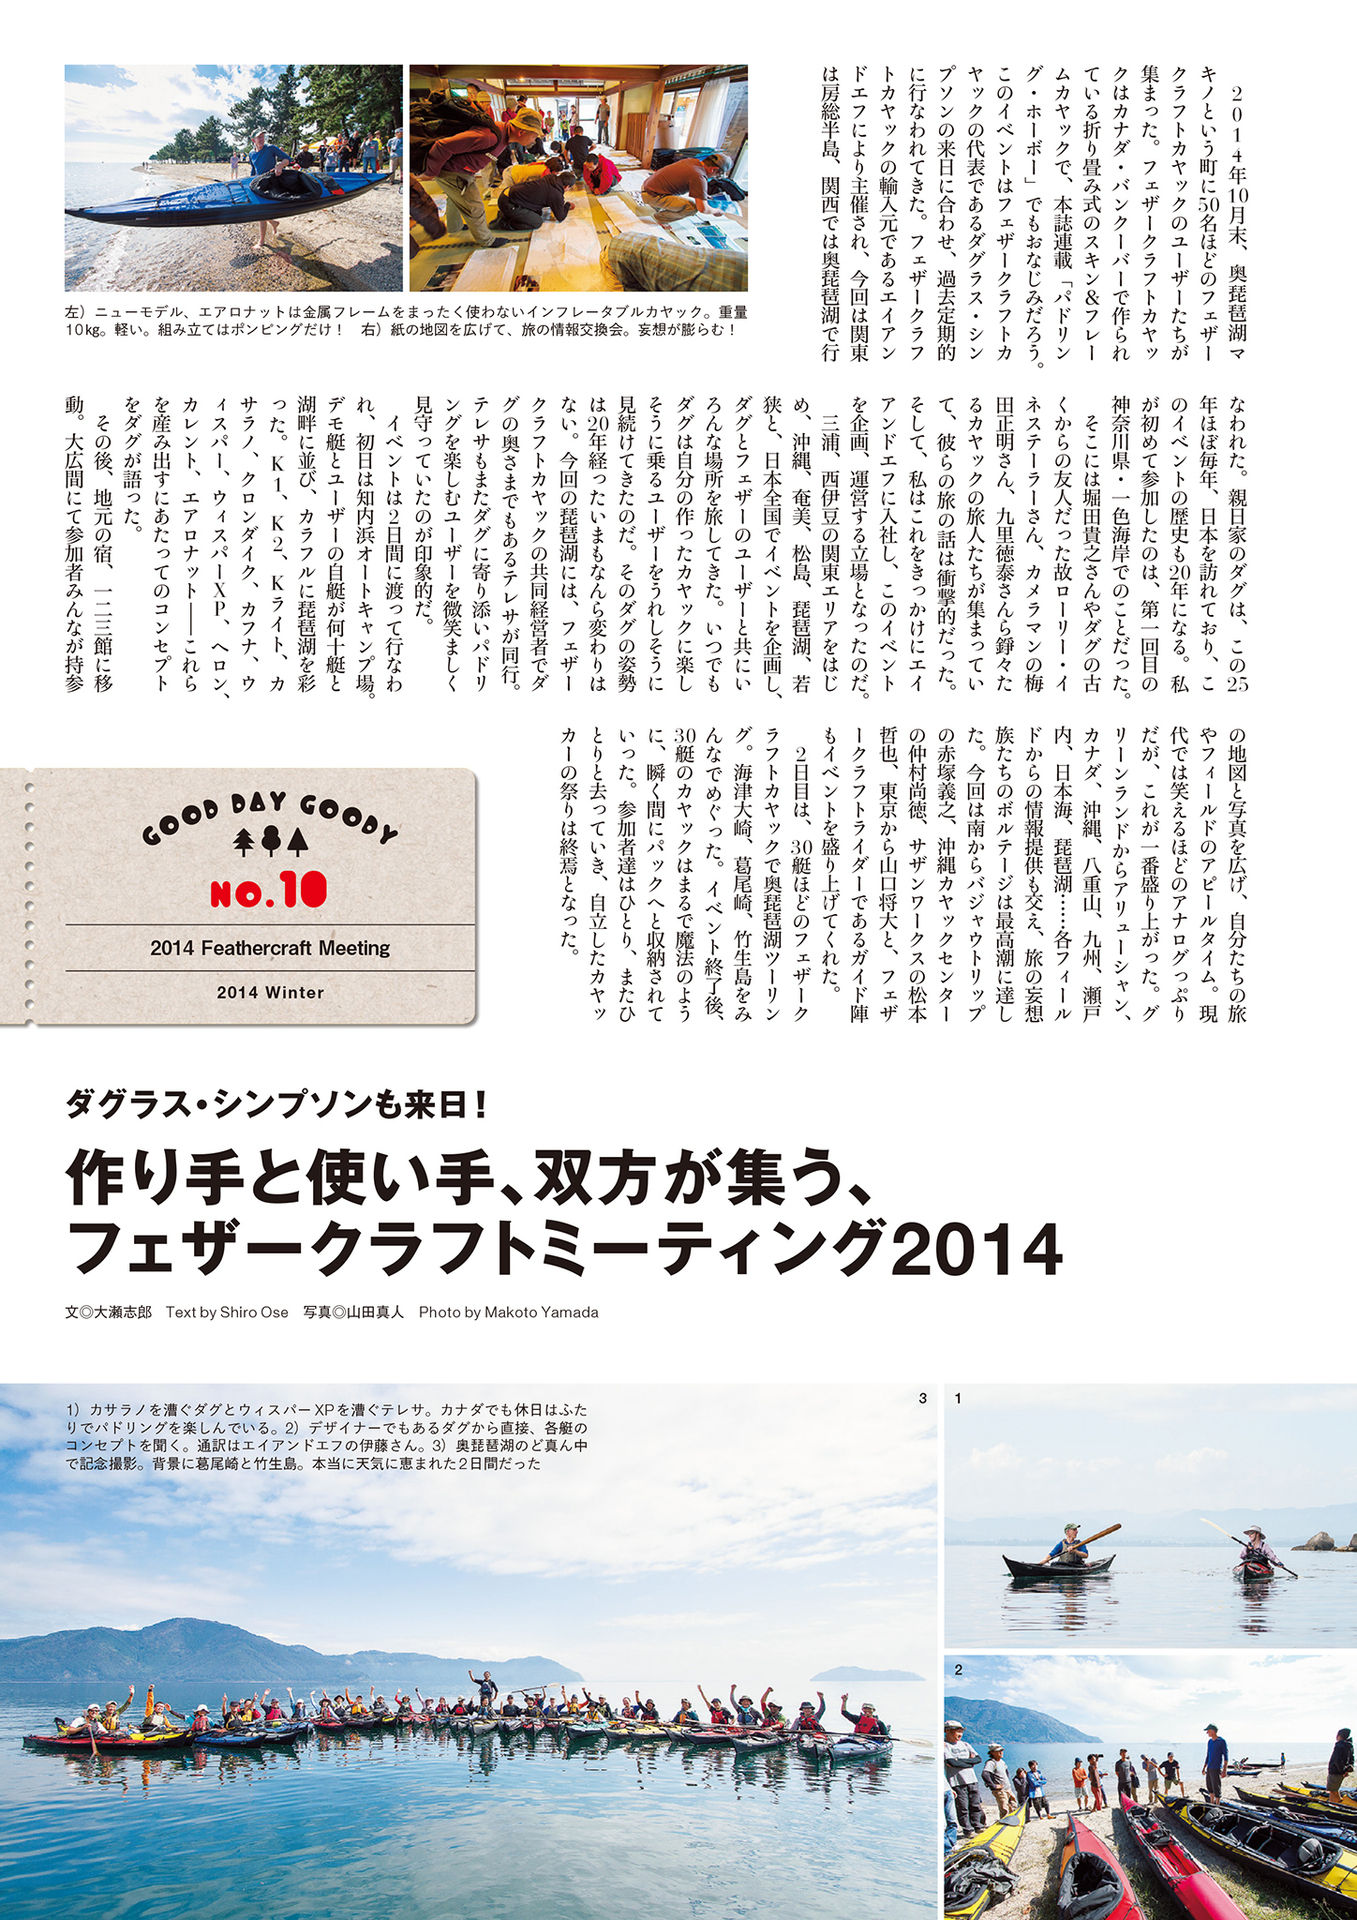 左）ニューモデル、エアロナットは金属フレームをまったく使わないインフレータブルカヤック。重量
10kg。軽い。組み立てはポンピングだけ！　右）紙の地図を広げて、旅の情報交換会。妄想が膨らむ！
2014年10月末、奥琵琶湖マ
キノという町に50名ほどのフェザー
クラフトカヤックのユーザーたちが
集まった。フェザークラフトカヤッ
クはカナダ・バンクーバーで作られ
ている折り畳み式のスキン＆フレー
ムカヤックで、本誌連載「パドリン
グ・ホーボー」でもおなじみだろう。
このイベントはフェザークラフトカ
ヤックの代表であるダグラス・シン
プソンの来日に合わせ、過去定期的
に行なわれてきた。フェザークラフ
トカヤックの輸入元であるエイアン
ドエフにより主催され、今回は関東
は房総半島、関西では奥琵琶湖で行
なわれた。親日家のダグは、この25
年ほぼ毎年、日本を訪れており、こ
のイベントの歴史も20年になる。私
が初めて参加したのは、第一回目の
神奈川県・一色海岸でのことだった。
そこには堀田貴之さんやダグの古
くからの友人だった故ローリー・イ
ネステーラーさん、カメラマンの梅
田正明さん、九里徳泰さんら錚々た
るカヤックの旅人たちが集まってい
て、彼らの旅の話は衝撃的だった。
そして、私はこれをきっかけにエイ
アンドエフに入社し、このイベント
を企画、運営する立場となったのだ。
三浦、西伊豆の関東エリアをはじ
め、沖縄、奄美、松島、琵琶湖、若
狭と、日本全国でイベントを企画し、
ダグとフェザーのユーザーと共にい
ろんな場所を旅してきた。いつでも
ダグは自分の作ったカヤックに楽し
そうに乗るユーザーをうれしそうに
見続けてきたのだ。そのダグの姿勢
は20年経ったいまもなんら変わりは
ない。今回の琵琶湖には、フェザー
クラフトカヤックの共同経営者でダ
グの奥さまでもあるテレサが同行。
テレサもまたダグに寄り添いパドリ
ングを楽しむユーザーを微笑ましく
見守っていたのが印象的だ。
イベントは2日間に渡って行なわ
れ、初日は知内浜オートキャンプ場。
デモ艇とユーザーの自艇が何十艇と
湖畔に並び、カラフルに琵琶湖を彩
った。K1、K2、Kライト、カ
サラノ、クロンダイク、カフナ、ウ
ィスパー、ウィスパーXP、ヘロン、
カレント、エアロナット――これら
を産み出すにあたってのコンセプト
をダグが語った。
その後、地元の宿、一二三館に移
動。大広間にて参加者みんなが持参
の地図と写真を広げ、自分たちの旅
やフィールドのアピールタイム。現
代では笑えるほどのアナログっぷり
だが、これが一番盛り上がった。グ
リーンランドからアリューシャン、
カナダ、沖縄、八重山、九州、瀬戸
内、日本海、琵琶湖……各フィール
ドからの情報提供も交え、旅の妄想
族たちのボルテージは最高潮に達し
た。今回は南からバジャウトリップ
の赤塚義之、沖縄カヤックセンター
の仲村尚徳、サザンワークスの松本
哲也、東京から山口将大と、フェザ
ークラフトライダーであるガイド陣
もイベントを盛り上げてくれた。
2日目は、30艇ほどのフェザーク
ラフトカヤックで奥琵琶湖ツーリン
グ。海津大崎、葛尾崎、竹生島をみ
んなでめぐった。イベント終了後、
30艇のカヤックはまるで魔法のよう
に、瞬く間にパックへと収納されて
いった。参加者達はひとり、またひ
とりと去っていき、自立したカヤッ
カーの祭りは終焉となった。
GOOD DAY GOODY
NO.10
2014 Feathercraft Meeting
2014 Winter
ダグラス・シンプソンも来日！
作り手と使い手、双方が集う、
フェザークラフトミーティング2014
文◎大瀬志郎　Text by Shiro Ose　写真◎山田真人　Photo by Makoto Yamada
1）カサラノを漕ぐダグとウィスパーXPを漕ぐテレサ。カナダでも休日はふた
りでパドリングを楽しんでいる。2）デザイナーでもあるダグから直接、各艇の
コンセプトを聞く。通訳はエイアンドエフの伊藤さん。3）奥琵琶湖のど真ん中
で記念撮影。背景に葛尾崎と竹生島。本当に天気に恵まれた2日間だった
3
1
2